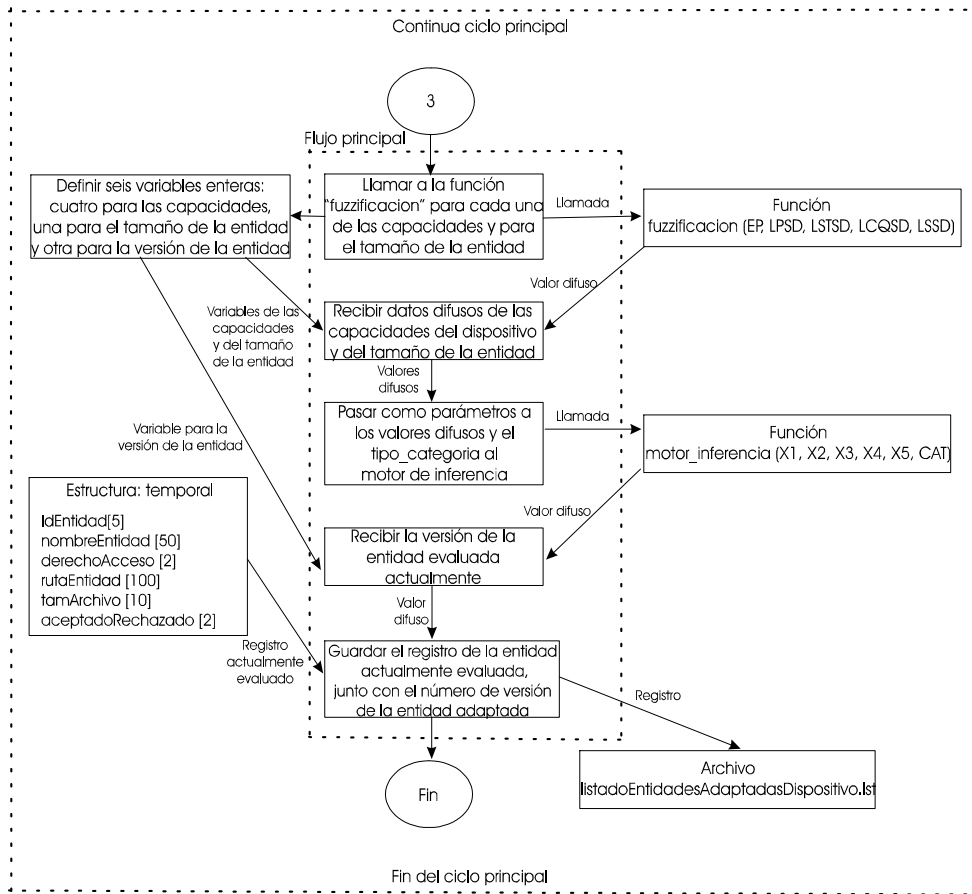 Continua ciclo principal
3
Flujo principal
Definir seis variables enteras:
cuatro para las capacidades,
una para el tamaño de la entidad
y otra para la versión de la entidad
Llamar a la función
"fuzzificacion" para cada una
de las capacidades y para
el tamaño de la entidad
Llamada
Función
fuzzificacion (EP, LPSD, LSTSD, LCQSD, LSSD)
Valor difuso
Variables de las
capacidades
y del tamaño
de la entidad
Recibir datos difusos de las
capacidades del dispositivo
y del tamaño de la entidad
Valores
difusos
Pasar como parámetros a
los valores difusos y el
tipo_categoria al
motor de inferencia
Llamada
Función
motor_inferencia (X1, X2, X3, X4, X5, CAT)
Variable para la
versión de la entidad
Valor difuso
Estructura: temporal
IdEntidad[5]
nombreEntidad [50]
derechoAcceso [2]
rutaEntidad [100]
tamArchivo [10]
aceptadoRechazado [2]
Recibir la versión de la
entidad evaluada
actualmente
Valor
difuso
Registro
actualmente
evaluado
Guardar el registro de la entidad
actualmente evaluada,
junto con el número de versión
de la entidad adaptada
Registro
Archivo
listadoEntidadesAdaptadasDispositivo.lst
Fin
Fin del ciclo principal